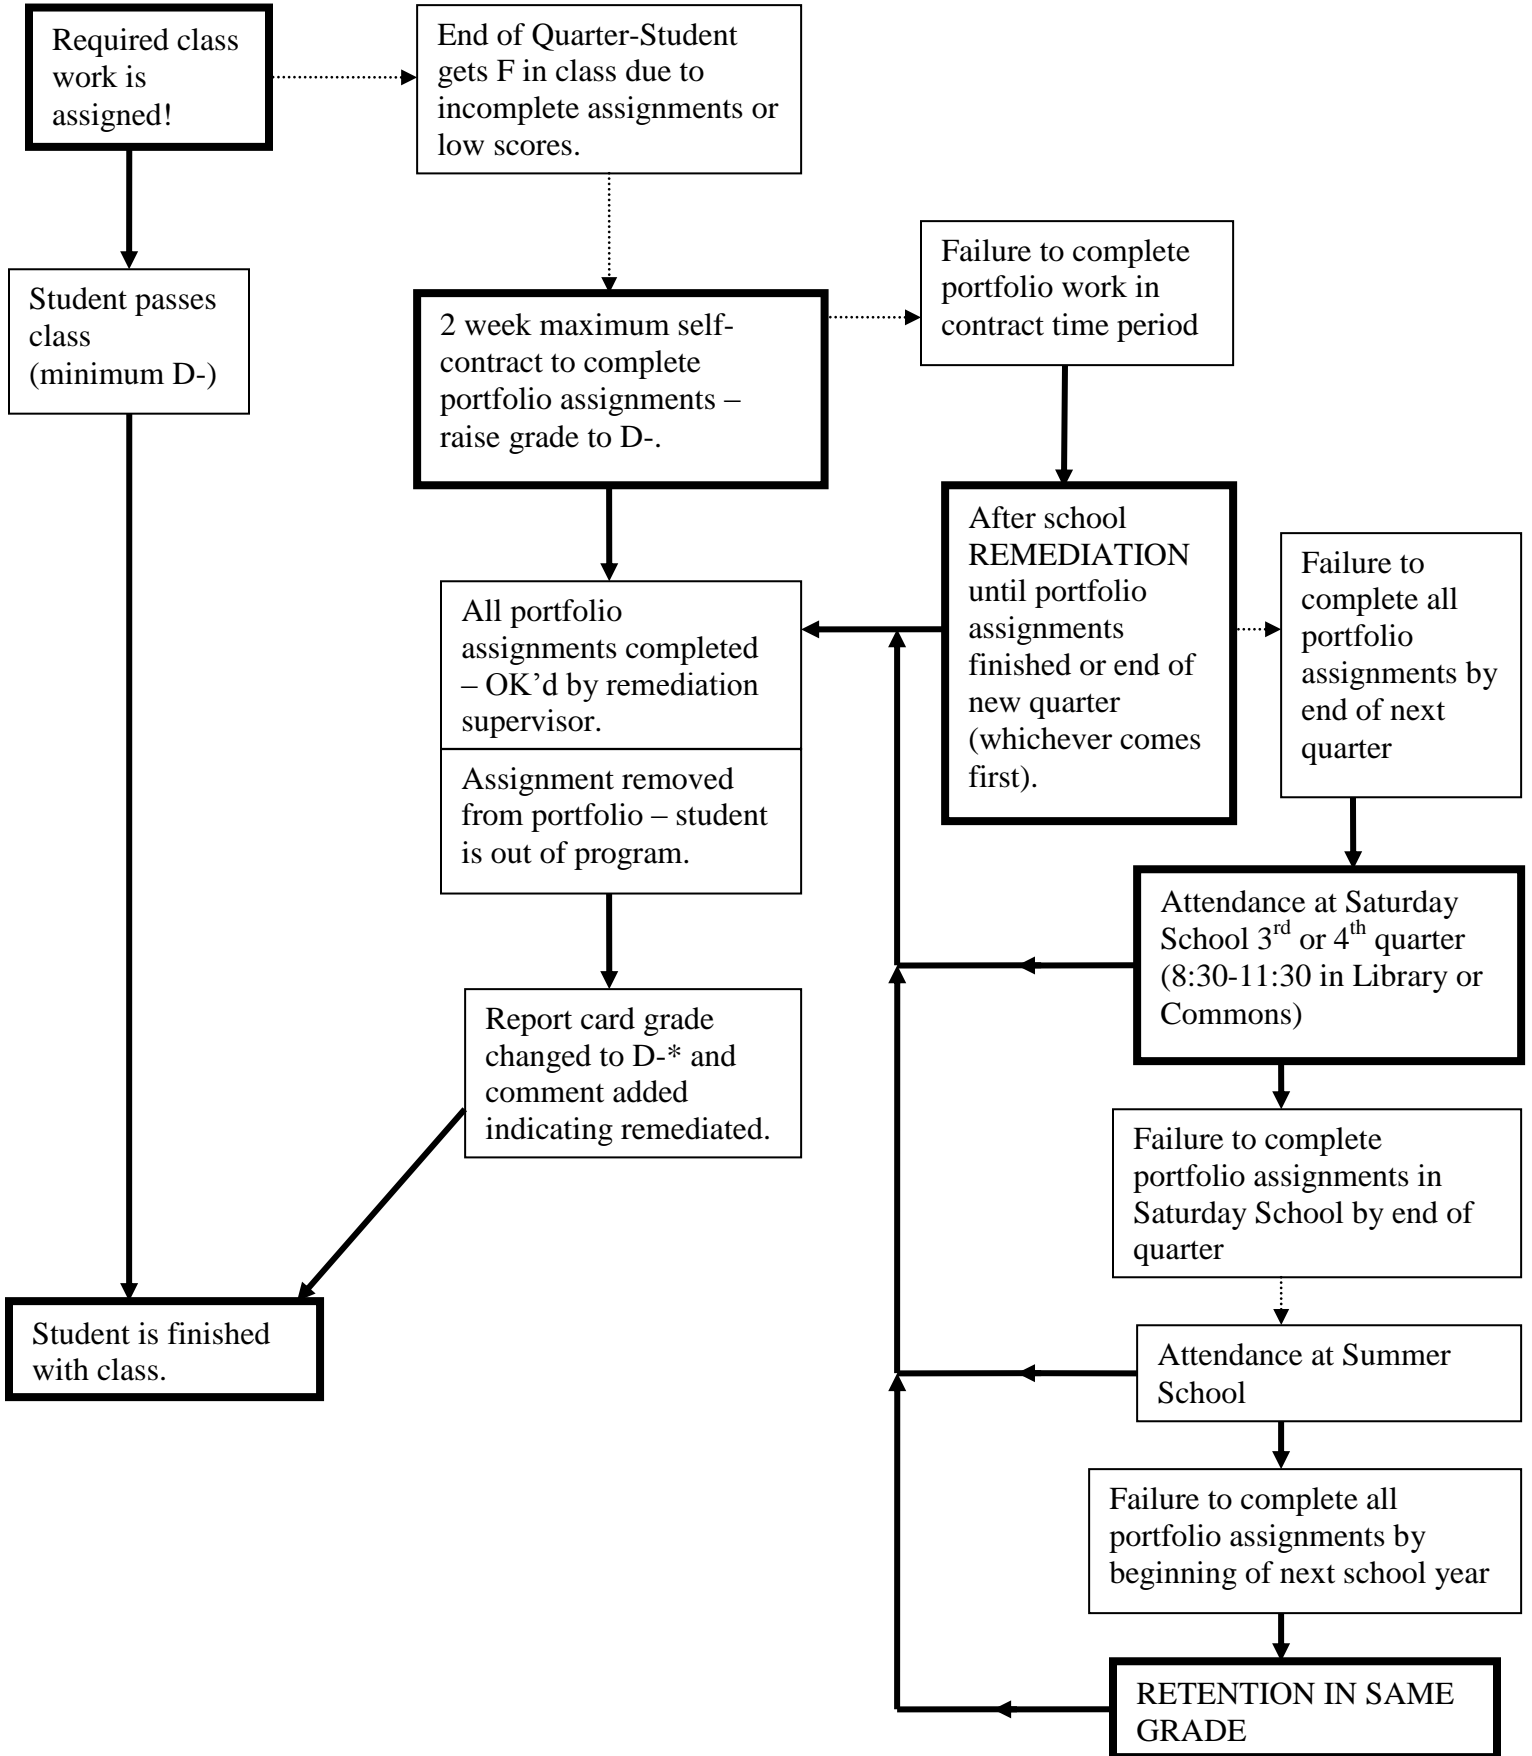 Required class
work is
assigned!
End of Quarter-Student
gets F in class due to
incomplete assignments or
low scores.
Student passes
class
(minimum D-)
2 week maximum self-
contract to complete
portfolio assignments –
raise grade to D-.
Failure to complete
portfolio work in
contract time period
After school
REMEDIATION
until portfolio
assignments
finished or end of
new quarter
(whichever comes
first).
Failure to
complete all
portfolio
assignments by
end of next
quarter
All portfolio
assignments completed
– OK’d by remediation
supervisor.
Assignment removed
from portfolio – student
is out of program.
Attendance at Saturday
School 3rd or 4th quarter
(8:30-11:30 in Library or
Commons)
Report card grade
changed to D-* and
comment added
indicating remediated.
Failure to complete
portfolio assignments in
Saturday School by end of
quarter
Student is finished
with class.
Attendance at Summer
School
Failure to complete all
portfolio assignments by
beginning of next school year
RETENTION IN SAME
GRADE